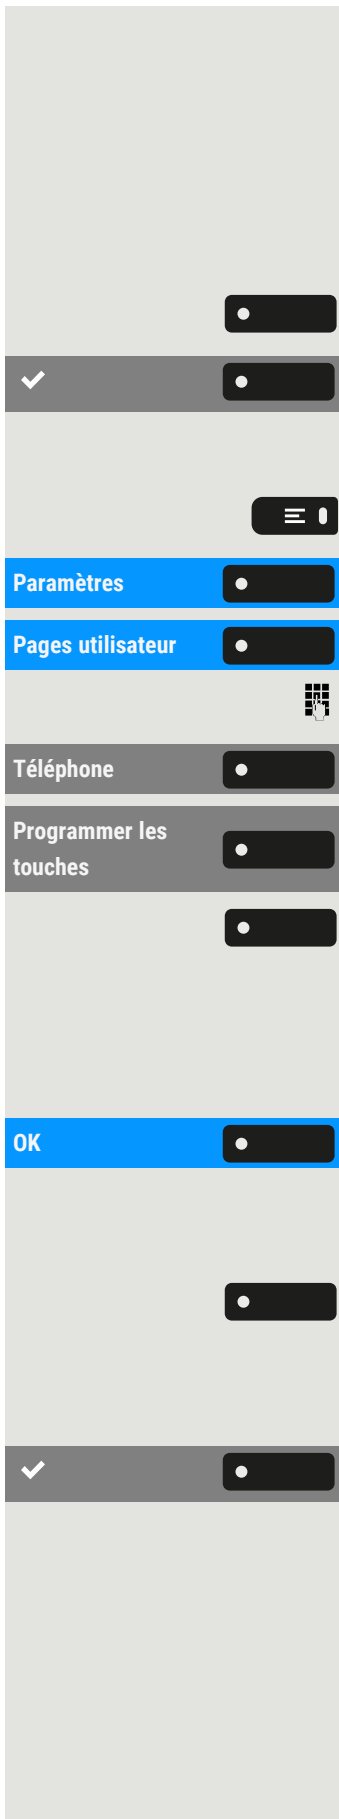 Paramètres
Pages utilisateur
Téléphone
Programmer les
touches
OK